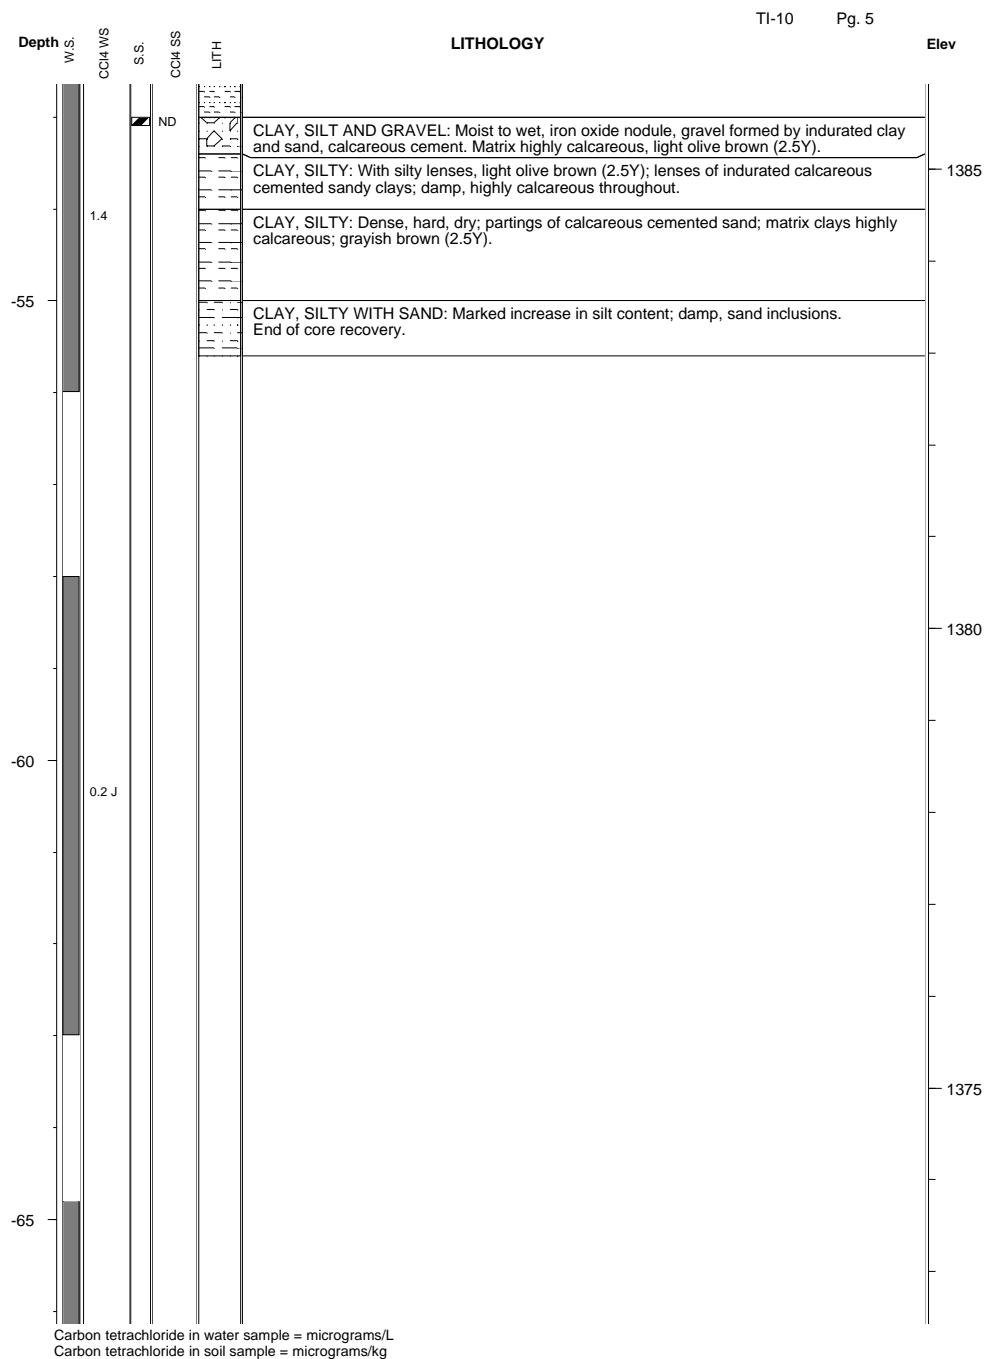 TI-10 Pg. 5
Depth W.S. CCl4 WS S.S. CCl4 SS LITH LITHOLOGY Elev
ND
CLAY, SILT AND GRAVEL: Moist to wet, iron oxide nodule, gravel formed by indurated clay
and sand, calcareous cement. Matrix highly calcareous, light olive brown (2.5Y).
CLAY, SILTY: With silty lenses, light olive brown (2.5Y); lenses of indurated calcareous
cemented sandy clays; damp, highly calcareous throughout.
1385
1.4
CLAY, SILTY: Dense, hard, dry; partings of calcareous cemented sand; matrix clays highly
calcareous; grayish brown (2.5Y).
-55
CLAY, SILTY WITH SAND: Marked increase in silt content; damp, sand inclusions.
End of core recovery.
1380
-60
0.2 J
1375
-65
Carbon tetrachloride in water sample = micrograms/L
Carbon tetrachloride in soil sample = micrograms/kg